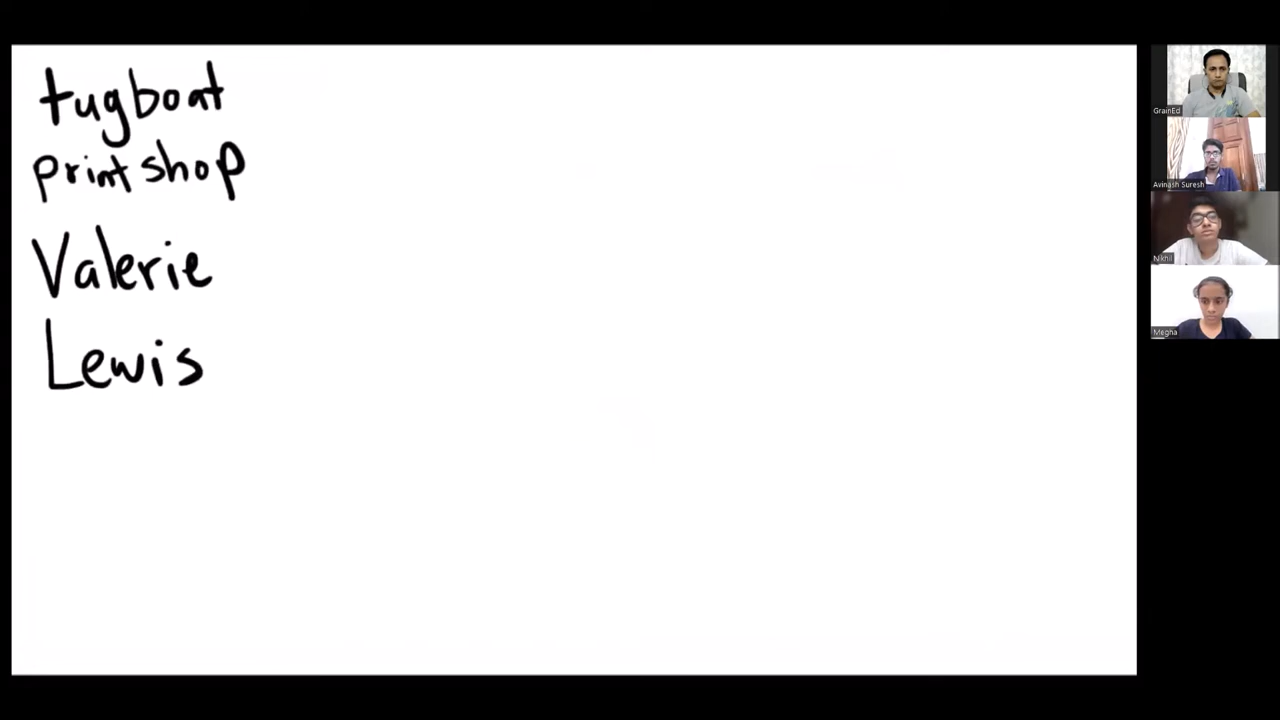 tugboat
print shop
Valerie
Lewis
GrainEd
Avinash Suresh
Nikhil
Megha